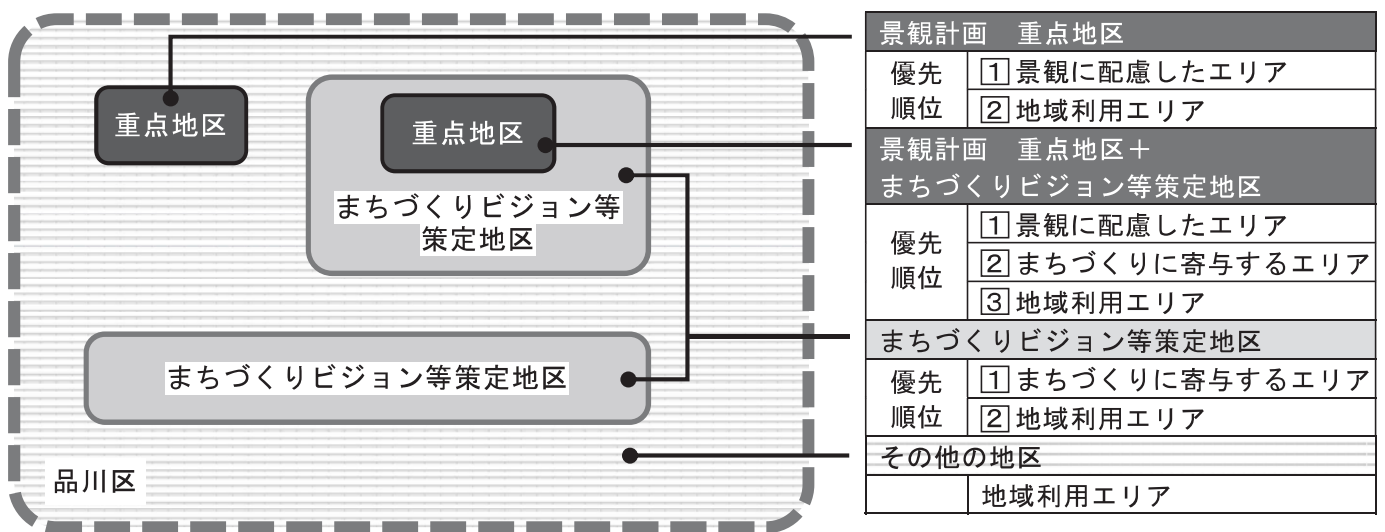 重点地区
重点地区
まちづくりビジョン等
策定地区
まちづくりビジョン等策定地区
品川区
景観計画　重点地区
優先
順位
1 景観に配慮したエリア
2 地域利用エリア
景観計画　重点地区＋
まちづくりビジョン等策定地区
優先
順位
1 景観に配慮したエリア
2 まちづくりに寄与するエリア
3 地域利用エリア
まちづくりビジョン等策定地区
優先
順位
1 まちづくりに寄与するエリア
2 地域利用エリア
その他の地区
地域利用エリア